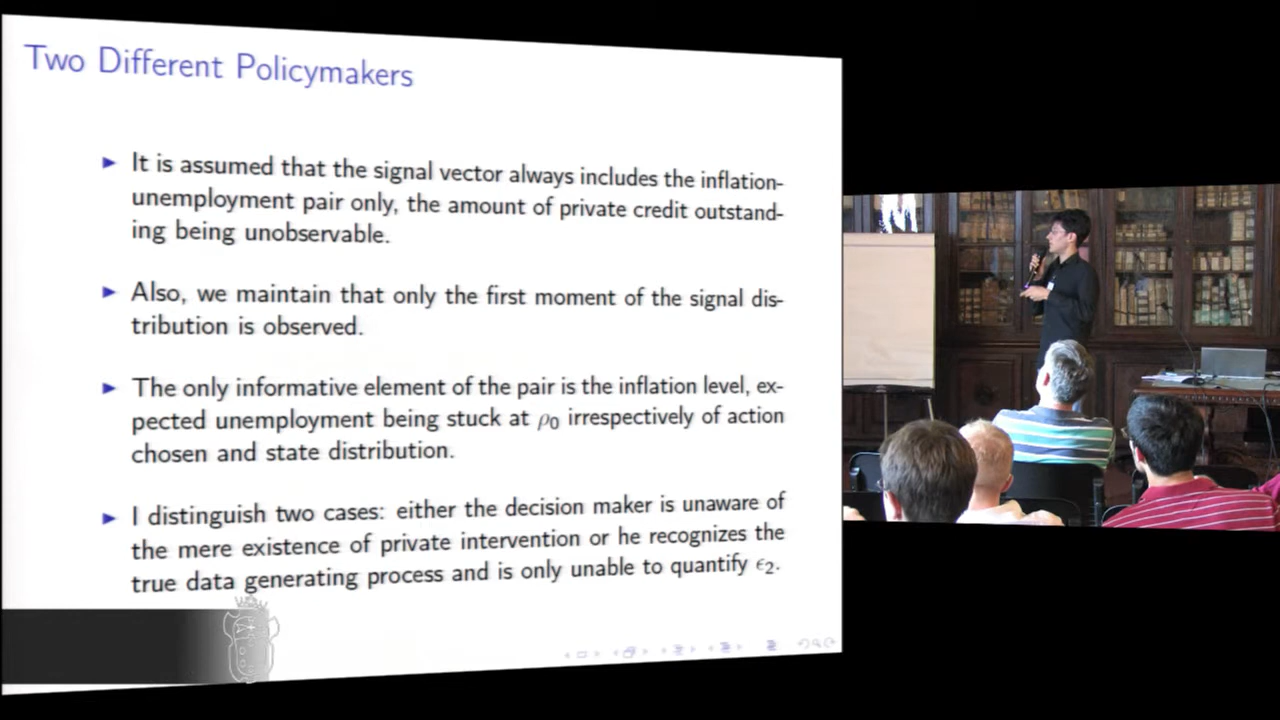 Two Different Policymakers
It is assumed that the signal vector always includes the inflation-
unemployment pair only, the amount of private credit outstand-
ing being unobservable.
Also, we maintain that only the first moment of the signal dis-
tribution is observed.
The only informative element of the pair is the inflation level, ex-
pected unemployment being stuck at ρ₀ irrespectively of action
chosen and state distribution.
I distinguish two cases: either the decision maker is unaware of
the mere existence of private intervention or he recognizes the
true data generating process and is only unable to quantify ϵ₂.